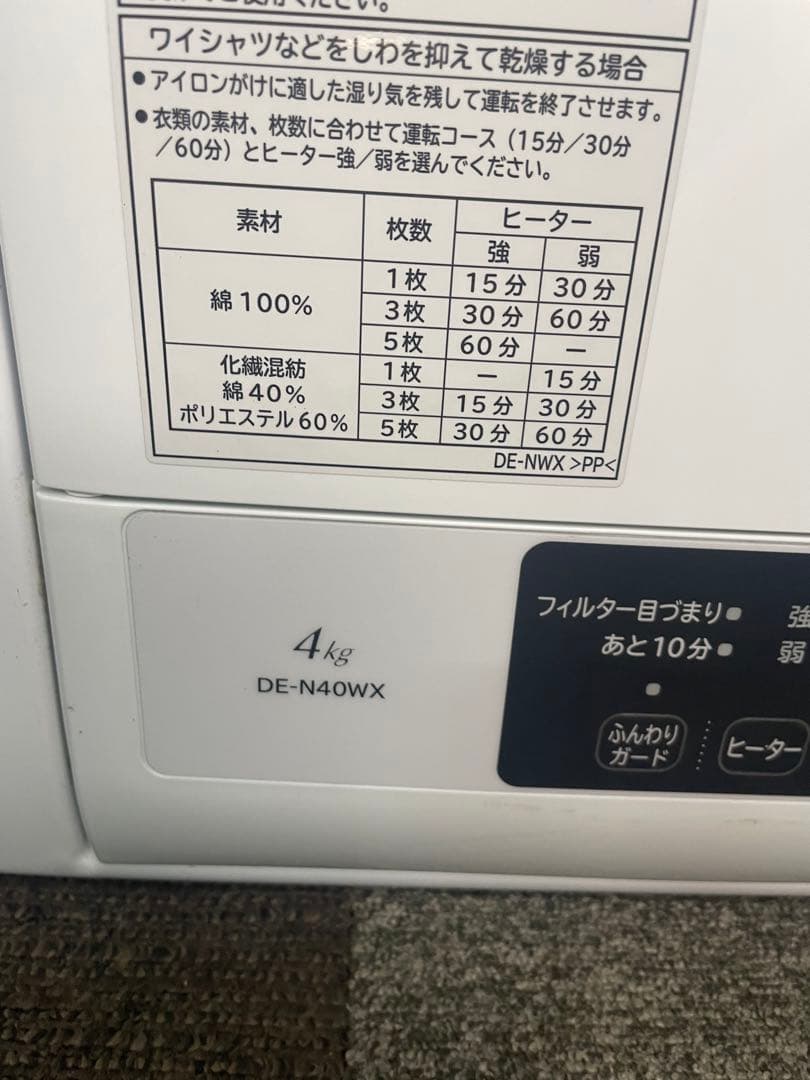 ください。
ワイシャツなどをしわを抑えて乾燥する場合
●アイロンがけに適した湿り気を残して運転を終了させます。
●衣類の素材、枚数に合わせて運転コース（15分／30分
／60分）とヒーター強／弱を選んでください。
素材 枚数 ヒーター
強 弱
綿100% 1枚 15分 30分
3枚 30分 60分
5枚 60分 ー
化繊混紡
綿40%
ポリエステル60%
1枚 ー 15分
3枚 15分 30分
5枚 30分 60分
DE-NWX >PP<
4kg
DE-N40WX
フィルター目づまり 強
あと10分 弱
ふんわり
ガード
ヒーター